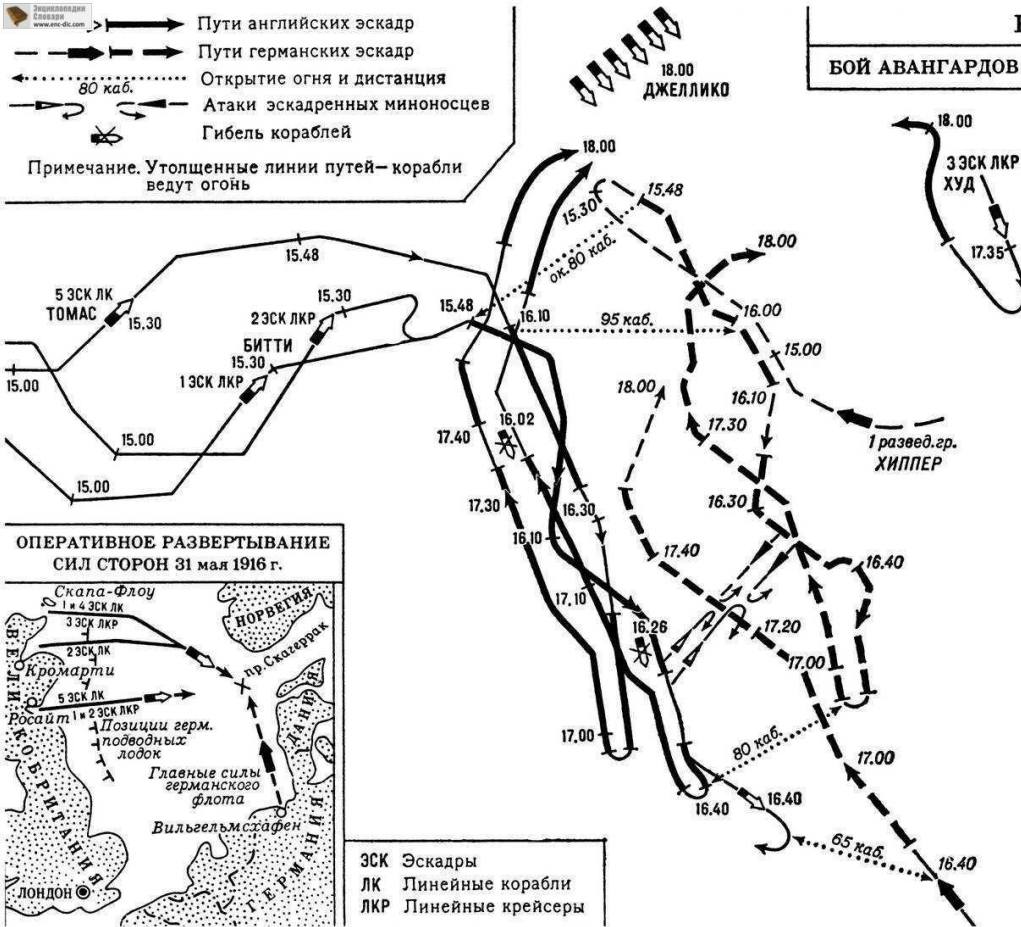 Энциклопедии
Словари
www.enc-dic.com
Пути английских эскадр
Пути германских эскадр
80 каб.
Открытие огня и дистанция
Атаки эскадренных миноносцев
Гибель кораблей
Примечание. Утолщенные линии путей — корабли
ведут огонь
18.00
ДЖЕЛЛИКО
БОЙ АВАНГАРДОВ
18.00
3 ЭСК ЛКР
ХУД
17.35
18.00
15.30
15.48
18.00
ок. 80 каб.
15.48
5 ЭСК ЛК
ТОМАС
15.30
15.30
2 ЭСК ЛКР
15.48
16.10
95 каб.
16.00
15.00
БИТТИ
15.30
1 ЭСК ЛКР
15.00
18.00
16.10
15.00
15.00
16.02
17.40
17.30
1 развед.гр.
ХИППЕР
17.30
16.30
16.30
16.10
17.40
16.40
17.10
16.26
17.20
17.00
17.00
80 каб.
17.00
16.40
16.40
65 каб.
16.40
ОПЕРАТИВНОЕ РАЗВЕРТЫВАНИЕ
СИЛ СТОРОН 31 мая 1916 г.
Скапа-Флоу
1 и 4 ЭСК ЛК
3 ЭСК ЛКР
2 ЭСК ЛК
Кромарти
НОРВЕГИЯ
пр. Скагеррак
5 ЭСК ЛК
Росайт
1 и 2 ЭСК ЛКР
Позиции герм.
подводных
лодок
ДАНИЯ
Главные силы
германского
флота
Вильгельмсхафен
ВЕЛИКОБРИТАНИЯ
ГЕРМАНИЯ
ЛОНДОН
ЭСК Эскадры
ЛК Линейные корабли
ЛКР Линейные крейсеры